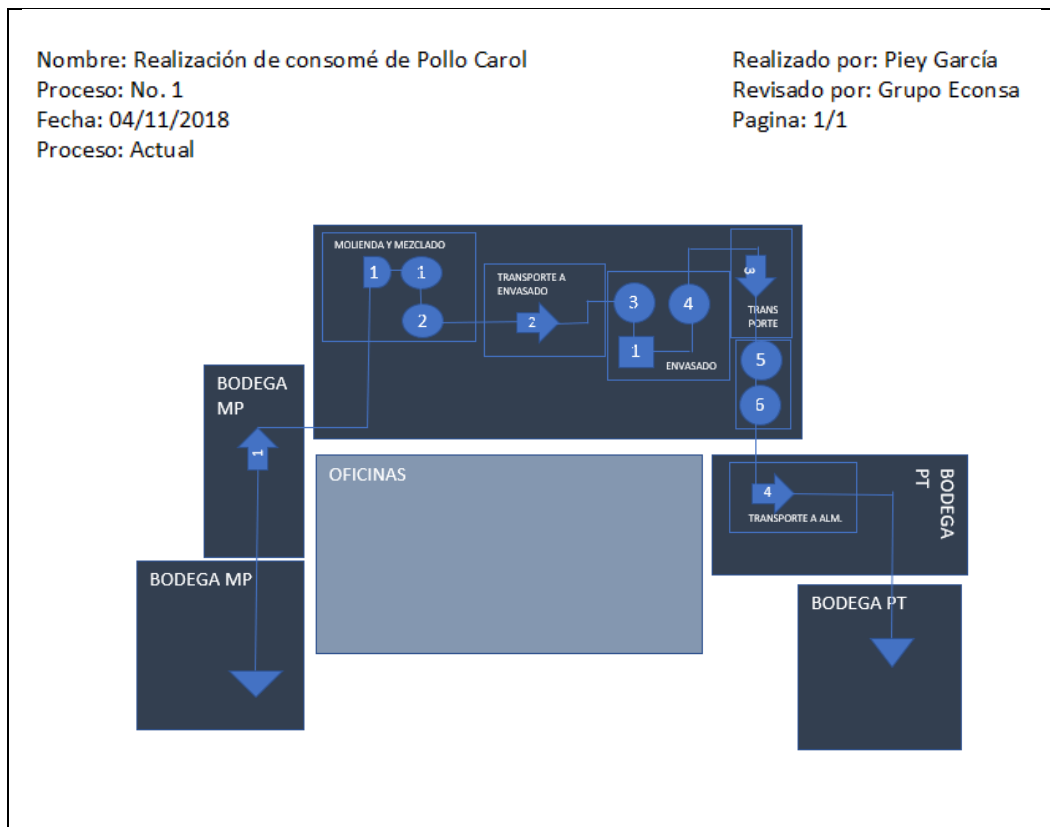 Nombre: Realización de consomé de Pollo Carol
Proceso: No. 1
Fecha: 04/11/2018
Proceso: Actual
Realizado por: Piey García
Revisado por: Grupo Econsa
Pagina: 1/1
MOLIENDA Y MEZCLADO
1
1
2
TRANSPORTE A
ENVASADO
2
3
4
1
ENVASADO
3
TRANS
PORTE
5
6
BODEGA
MP
1
BODEGA MP
OFICINAS
BODEGA
PT
4
TRANSPORTE A ALM.
BODEGA PT